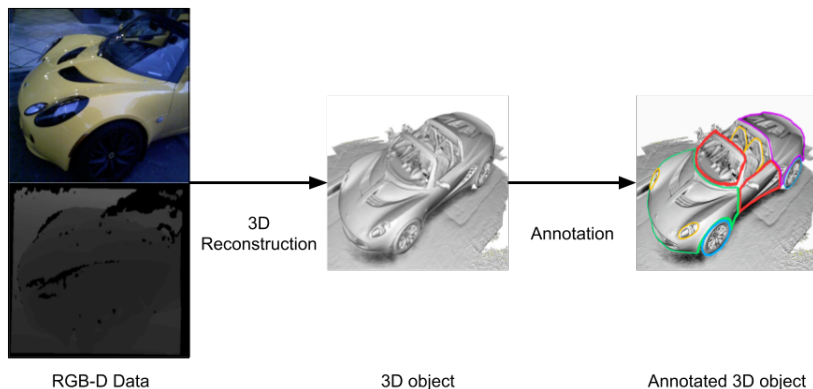 3D
Reconstruction
Annotation
RGB-D Data
3D object
Annotated 3D object